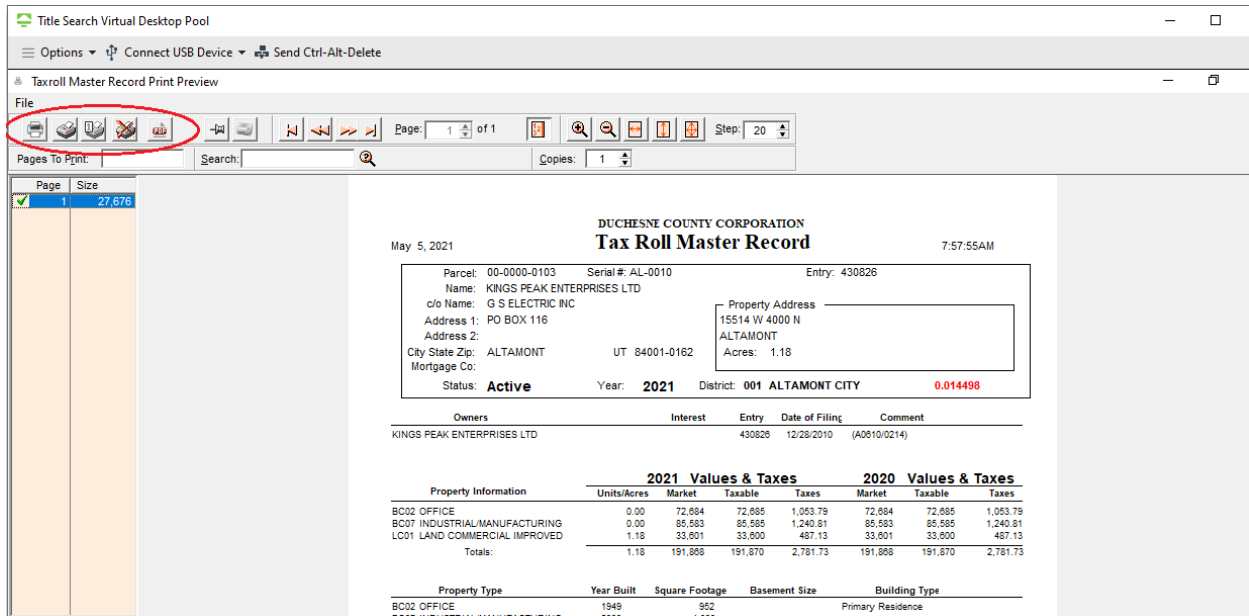 Title Search Virtual Desktop Pool
Options Connect USB Device Send Ctrl-Alt-Delete
Taxroll Master Record Print Preview
File
Page: 1 of 1 Step: 20
Pages To Print: Search: Copies: 1
Page Size
1 27,676
DUCHESNE COUNTY CORPORATION
May 5, 2021 Tax Roll Master Record 7:57:55AM
Parcel: 00-0000-0103 Serial #: AL-0010 Entry: 430826
Name: KINGS PEAK ENTERPRISES LTD
c/o Name: G S ELECTRIC INC Property Address
Address 1: PO BOX 116 15514 W 4000 N
Address 2: ALTAMONT
City State Zip: ALTAMONT UT 84001-0162 Acres: 1.18
Mortgage Co:
Status: Active Year: 2021 District: 001 ALTAMONT CITY 0.014498
Owners Interest Entry Date of Filing Comment
KINGS PEAK ENTERPRISES LTD 430826 12/28/2010 (A0610/0214)
2021 Values & Taxes 2020 Values & Taxes
Property Information Units/Acres Market Taxable Taxes Market Taxable Taxes
BC02 OFFICE 0.00 72,684 72,685 1,053.79 72,684 72,685 1,053.79
BC07 INDUSTRIAL/MANUFACTURING 0.00 85,583 85,585 1,240.81 85,583 85,585 1,240.81
LC01 LAND COMMERCIAL IMPROVED 1.18 33,601 33,600 487.13 33,601 33,600 487.13
Totals: 1.18 191,868 191,870 2,781.73 191,868 191,870 2,781.73
Property Type Year Built Square Footage Basement Size Building Type
BC02 OFFICE 1949 952 Primary Residence